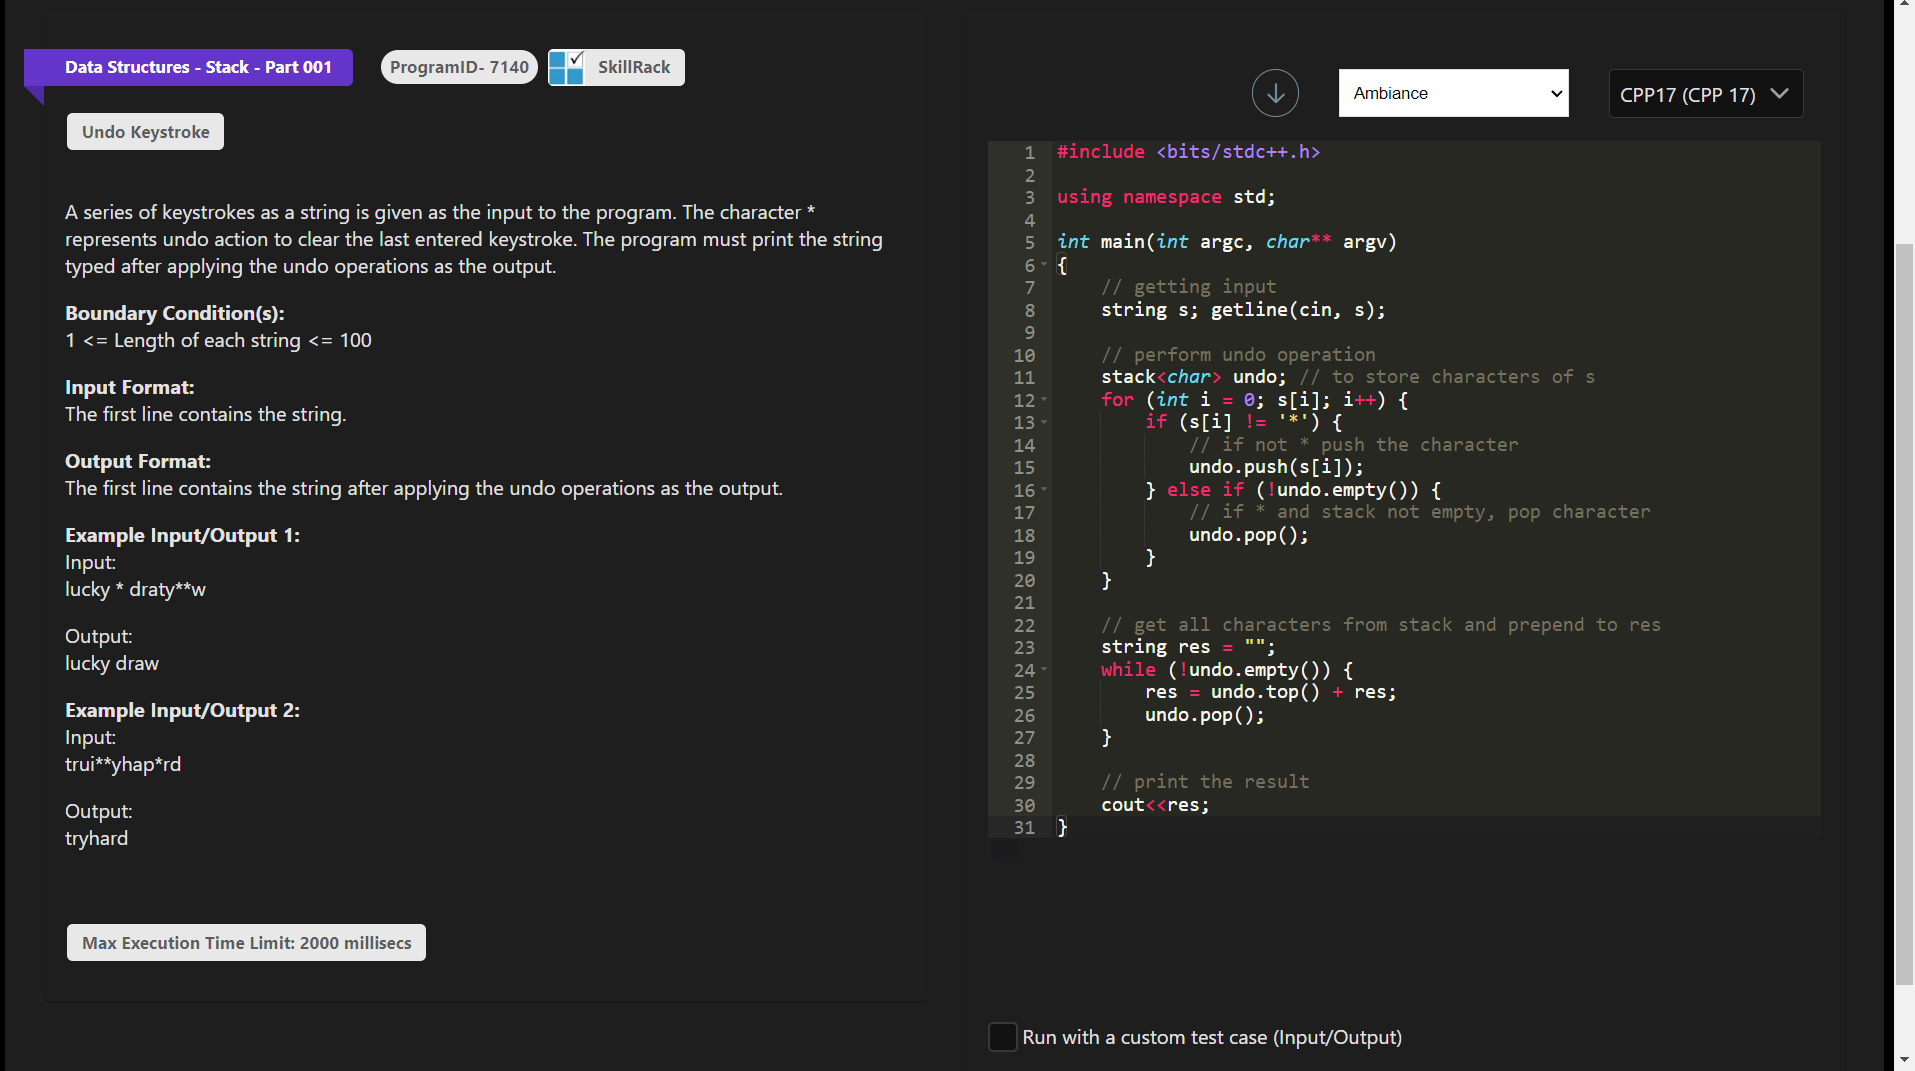 Data Structures - Stack - Part 001
ProgramID- 7140
SkillRack
Undo Keystroke
A series of keystrokes as a string is given as the input to the program. The character *
represents undo action to clear the last entered keystroke. The program must print the string
typed after applying the undo operations as the output.
Boundary Condition(s):
1 <= Length of each string <= 100
Input Format:
The first line contains the string.
Output Format:
The first line contains the string after applying the undo operations as the output.
Example Input/Output 1:
Input:
lucky * draty**w
Output:
lucky draw
Example Input/Output 2:
Input:
trui**yhap*rd
Output:
tryhard
Max Execution Time Limit: 2000 millisecs
Ambiance
CPP17 (CPP 17)
1 #include <bits/stdc++.h>
2
3 using namespace std;
4
5 int main(int argc, char** argv)
6 {
7     // getting input
8     string s; getline(cin, s);
9
10     // perform undo operation
11     stack<char> undo; // to store characters of s
12     for (int i = 0; s[i]; i++) {
13         if (s[i] != '*') {
14             // if not * push the character
15             undo.push(s[i]);
16         } else if (!undo.empty()) {
17             // if * and stack not empty, pop character
18             undo.pop();
19         }
20     }
21
22     // get all characters from stack and prepend to res
23     string res = "";
24     while (!undo.empty()) {
25         res = undo.top() + res;
26         undo.pop();
27     }
28
29     // print the result
30     cout<<res;
31 }
Run with a custom test case (Input/Output)